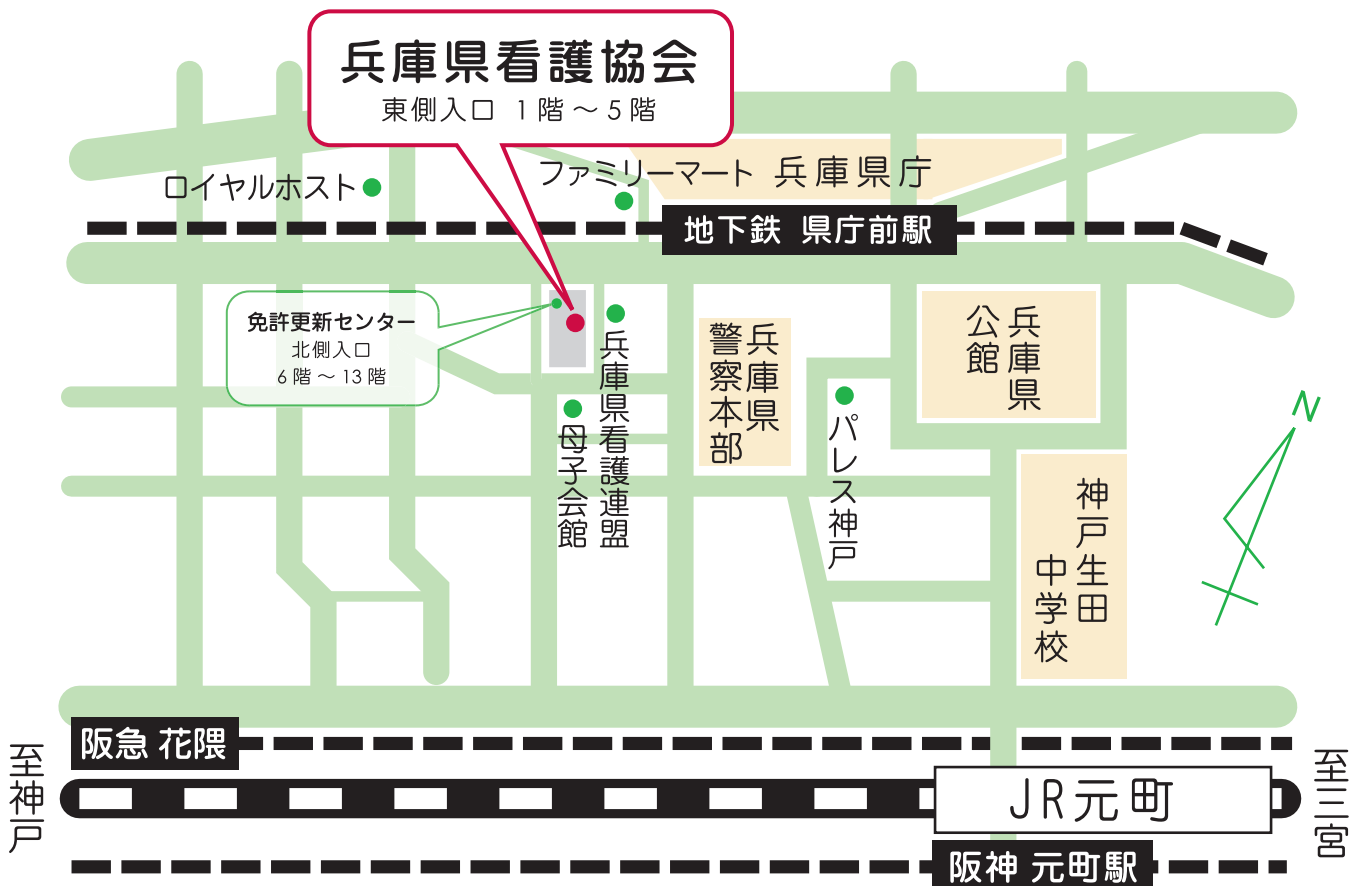 兵庫県看護協会
東側入口 1階～5階
ファミリーマート
兵庫県庁
ロイヤルホスト
地下鉄 県庁前駅
免許更新センター
北側入口
6階～13階
兵庫県看護連盟
母子会館
兵庫県
警察本部
パレス神戸
兵庫県
公館
神戸生田
中学校
N
阪急 花隈
至神戸
JR元町
至三宮
阪神 元町駅